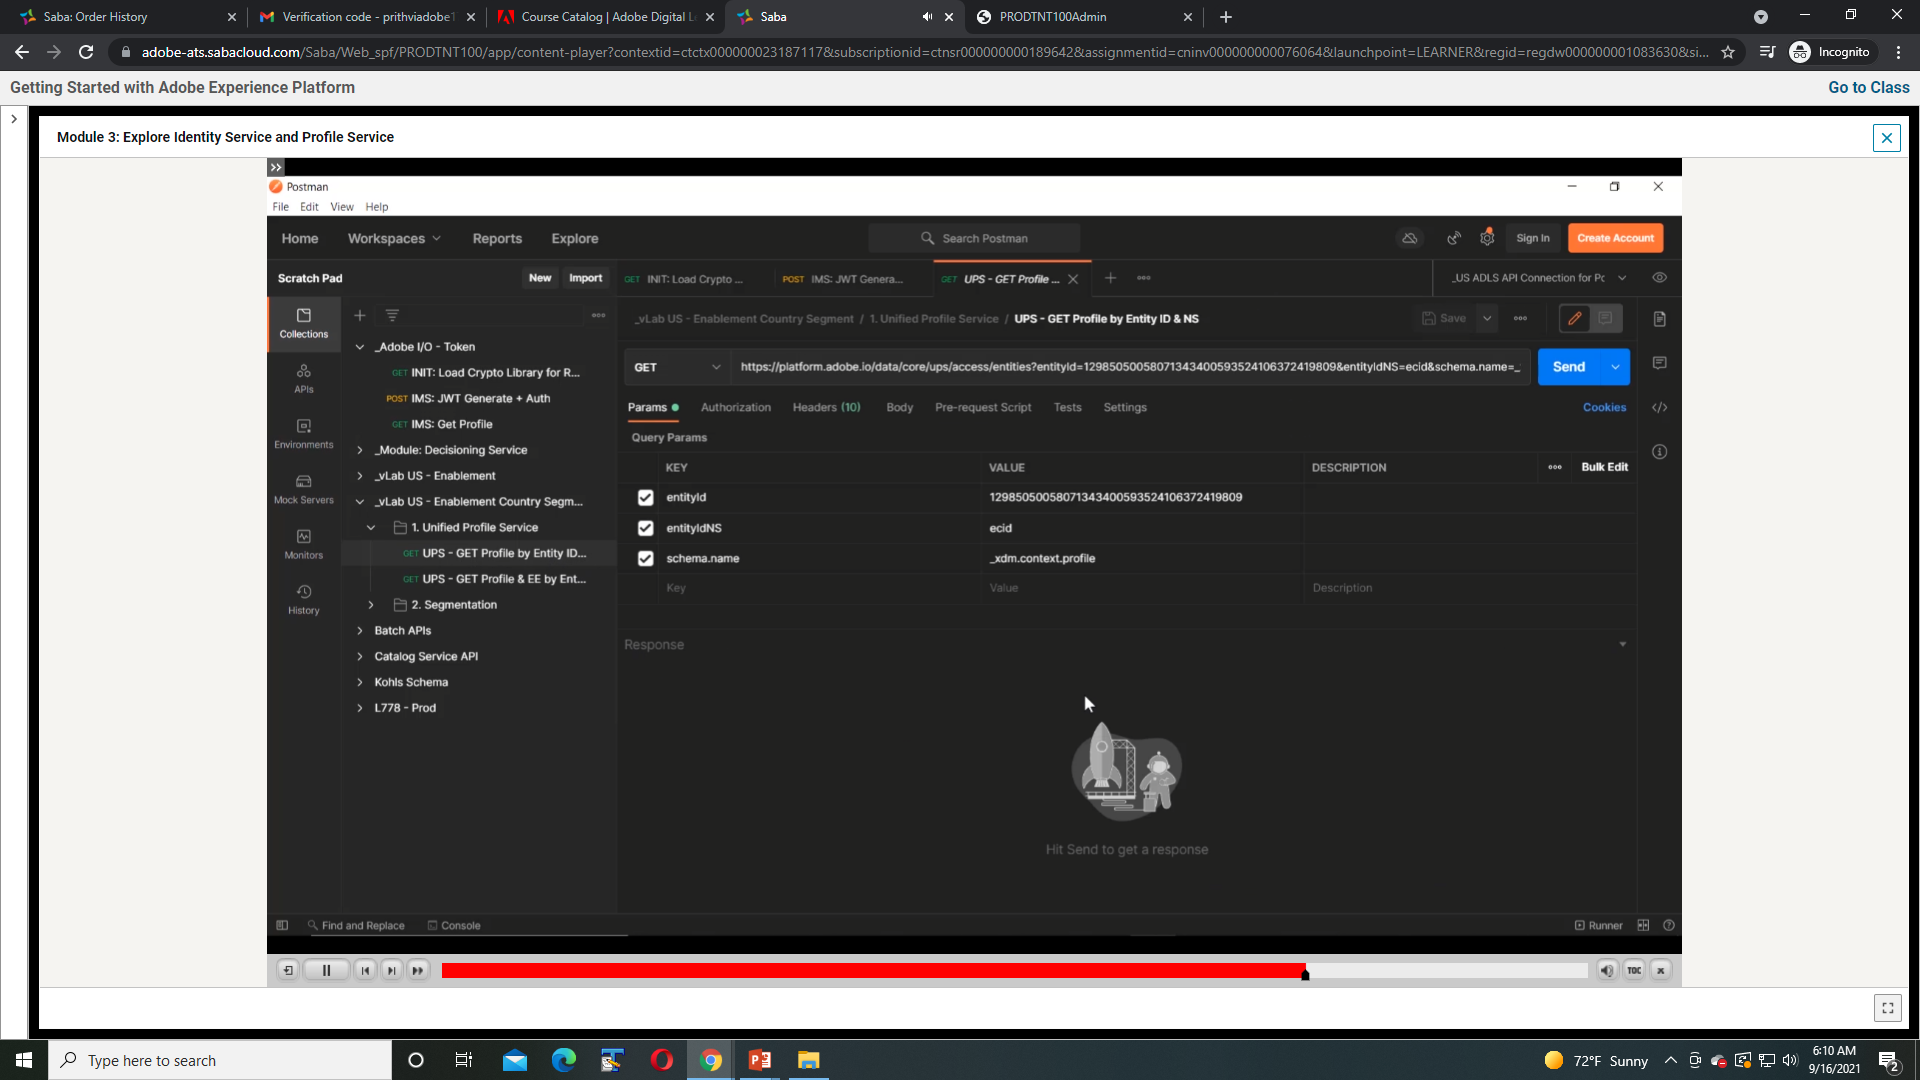 Saba: Order History
Verification code - prithviadobe1
Course Catalog | Adobe Digital L
Saba
PRODTNT100Admin
adobe-ats.sabacloud.com/Saba/Web_spf/PRODTNT100/app/content-player?contextid=ctctx000000023187117&subscriptionid=ctnsr000000000189642&assignmentid=cninv000000000076064&launchpoint=LEARNER&regid=regdw000000001083630&si...
Incognito
Getting Started with Adobe Experience Platform
Go to Class
Module 3: Explore Identity Service and Profile Service
Postman
File Edit View Help
Home Workspaces Reports Explore
Search Postman
Sign In
Create Account
Scratch Pad
New Import
GET INIT: Load Crypto ...
POST IMS: JWT Genera...
GET UPS - GET Profile ...
_US ADLS API Connection for Pc
Collections
APIs
Environments
Mock Servers
Monitors
History
_Adobe I/O - Token
GET INIT: Load Crypto Library for R...
POST IMS: JWT Generate + Auth
GET IMS: Get Profile
_Module: Decisioning Service
_vLab US - Enablement
_vLab US - Enablement Country Segm...
1. Unified Profile Service
GET UPS - GET Profile by Entity ID...
GET UPS - GET Profile & EE by Ent...
2. Segmentation
Batch APIs
Catalog Service API
Kohls Schema
L778 - Prod
_vLab US - Enablement Country Segment / 1. Unified Profile Service / UPS - GET Profile by Entity ID & NS
Save
GET
https://platform.adobe.io/data/core/ups/access/entities?entityId=12985050058071343400593524106372419809&entityIdNS=ecid&schema.name=_
Send
Params Authorization Headers (10) Body Pre-request Script Tests Settings
Cookies
Query Params
KEY VALUE DESCRIPTION
Bulk Edit
entityId 12985050058071343400593524106372419809
entityIdNS ecid
schema.name _xdm.context.profile
Key Value Description
Response
Hit Send to get a response
Find and Replace Console
Runner
TOC
Type here to search
72°F Sunny
6:10 AM
9/16/2021
2